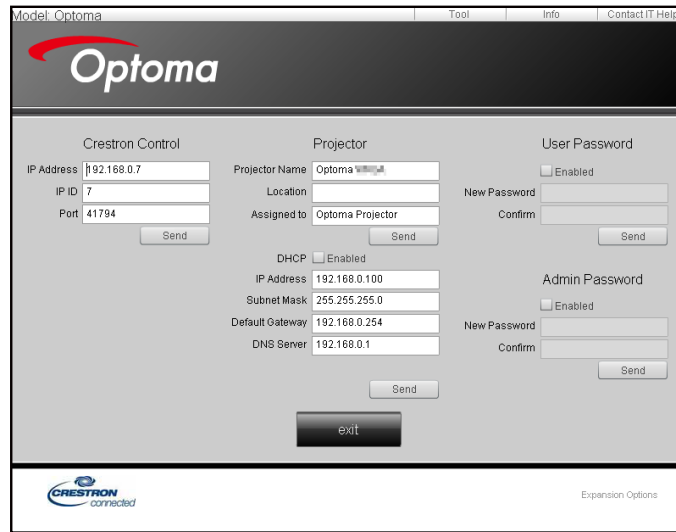 Model: Optoma
Tool
Info
Contact IT Help
Optoma
Crestron Control
IP Address 192.168.0.7
IP ID 7
Port 41794
Send
Projector
Projector Name Optoma
Location
Assigned to Optoma Projector
Send
DHCP Enabled
IP Address 192.168.0.100
Subnet Mask 255.255.255.0
Default Gateway 192.168.0.254
DNS Server 192.168.0.1
Send
User Password
Enabled
New Password
Confirm
Send
Admin Password
Enabled
New Password
Confirm
Send
exit
CRESTRON
connected
Expansion Options